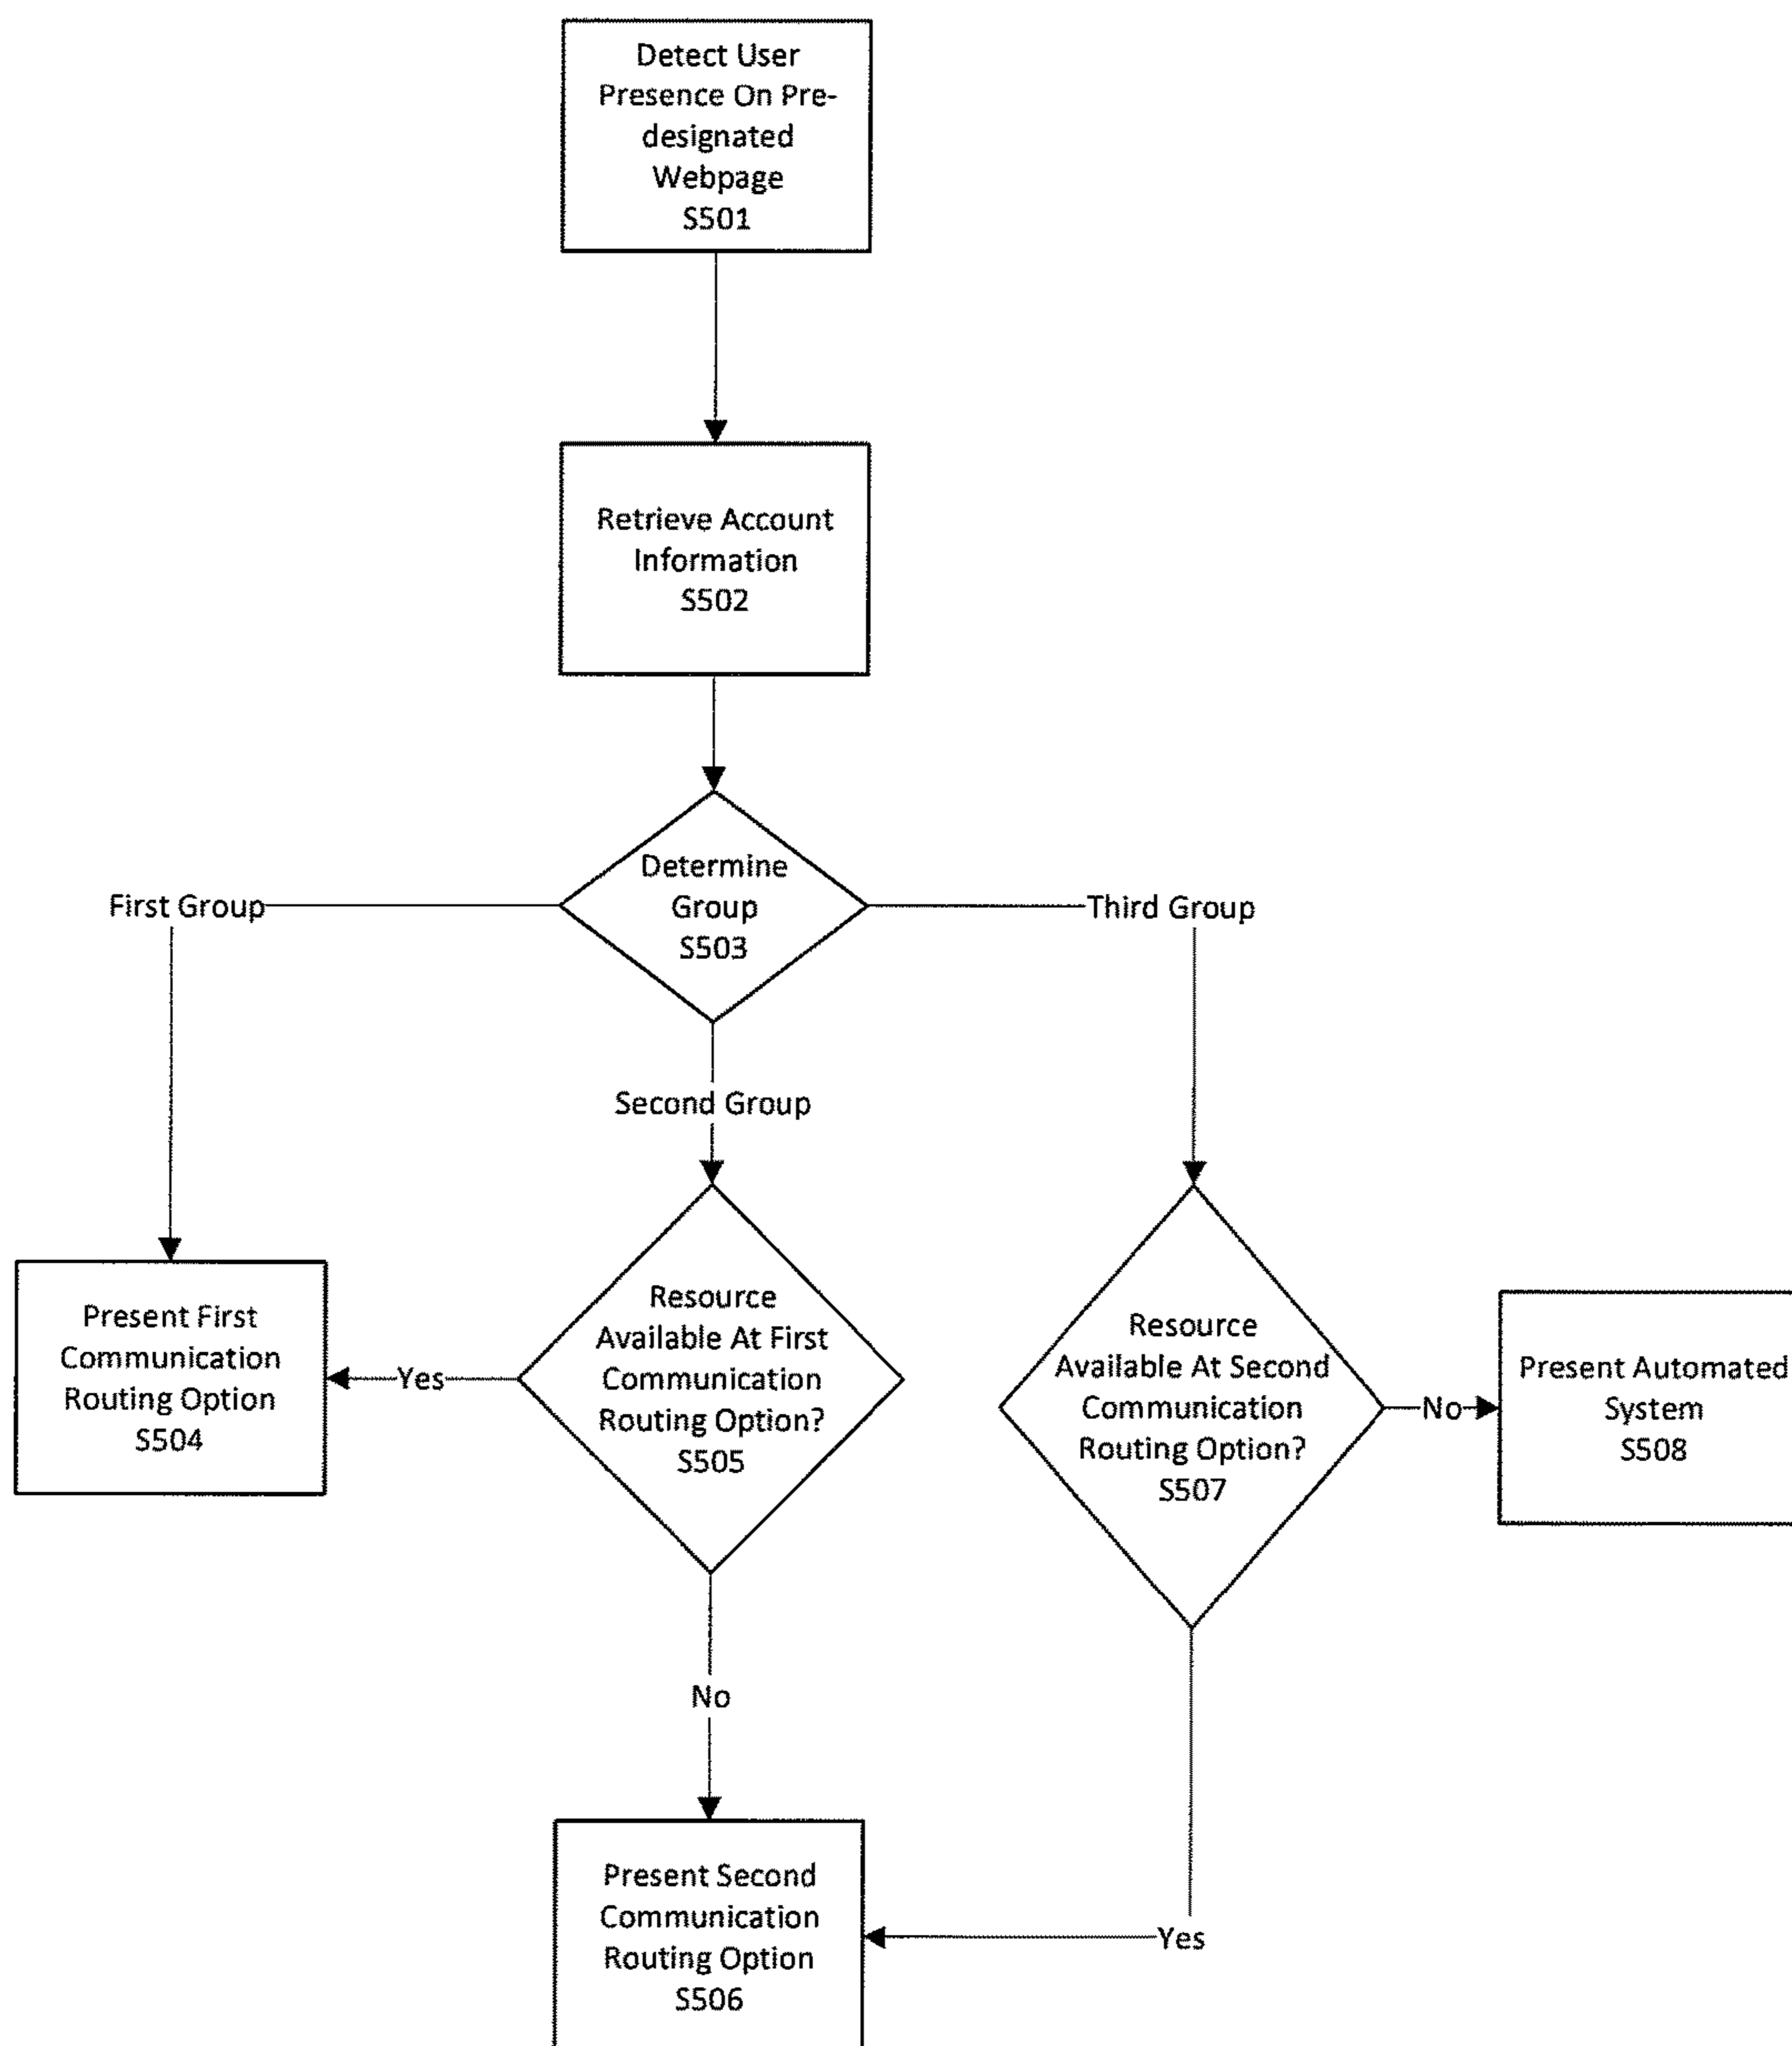 Detect User
Presence On Pre-
designated
Webpage
S501
Retrieve Account
Information
S502
Determine
Group
S503
First Group
Third Group
Second Group
Present First
Communication
Routing Option
S504
Yes
Resource
Available At First
Communication
Routing Option?
S505
Resource
Available At Second
Communication
Routing Option?
S507
No
Present Automated
System
S508
No
Present Second
Communication
Routing Option
S506
Yes